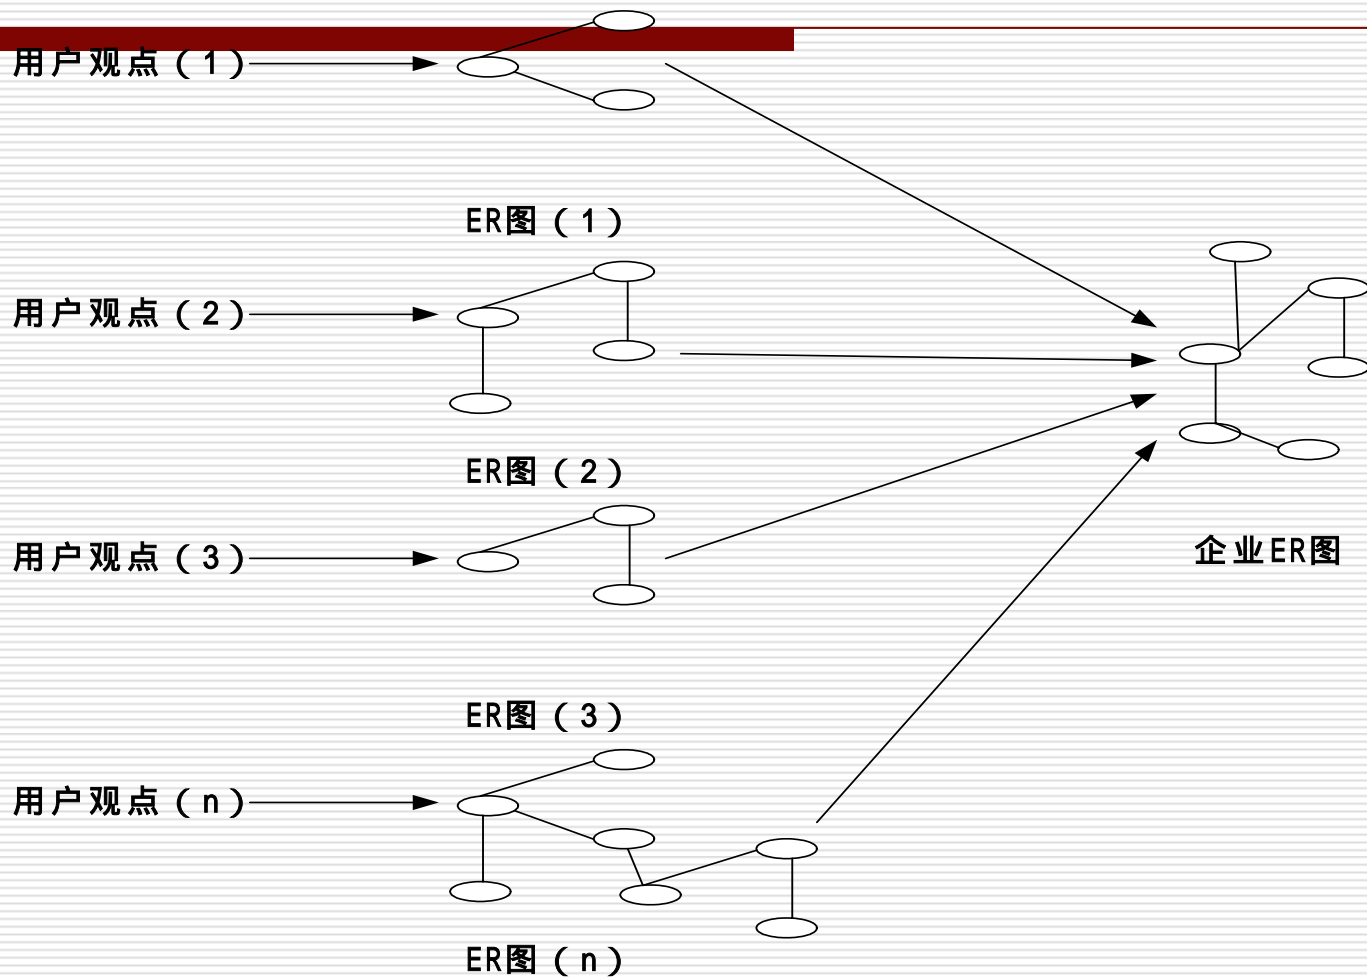 用户观点（1）
ER图（1）
用户观点（2）
ER图（2）
用户观点（3）
企业ER图
ER图（3）
用户观点（n）
ER图（n）